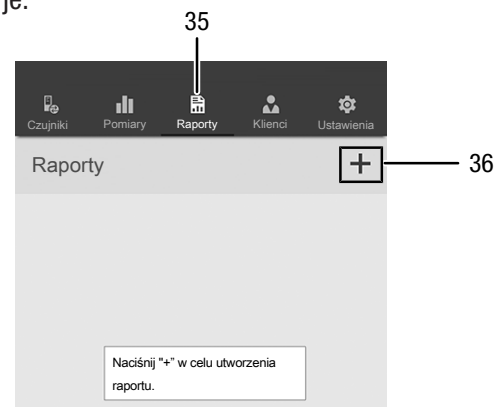 je.
35
Czujniki Pomiary Raporty Klienci Ustawienia
Raporty +
36
Naciśnij "+” w celu utworzenia
raportu.